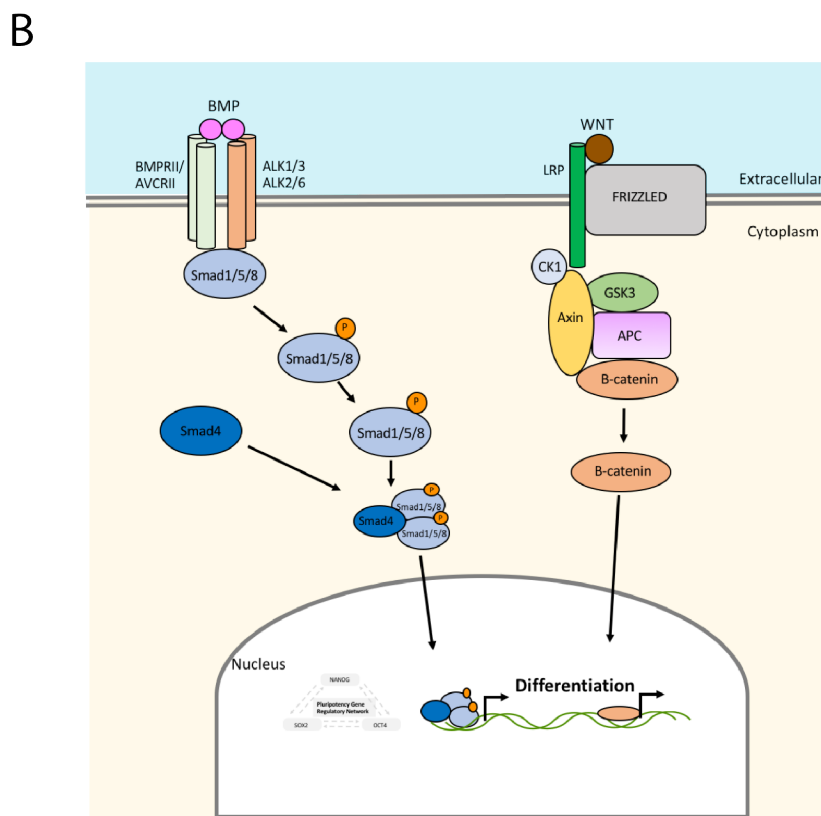 B
BMP
BMPRII/
AVCRII
ALK1/3
ALK2/6
Smad1/5/8
P
Smad1/5/8
P
Smad1/5/8
Smad4
P
Smad1/5/8
Smad4
P
Smad1/5/8
WNT
LRP
FRIZZLED
Extracellular
Cytoplasm
CK1
GSK3
Axin
APC
B-catenin
B-catenin
Nucleus
NANOG
Pluripotency Gene
Regulatory Network
SOX2
OCT4
Differentiation